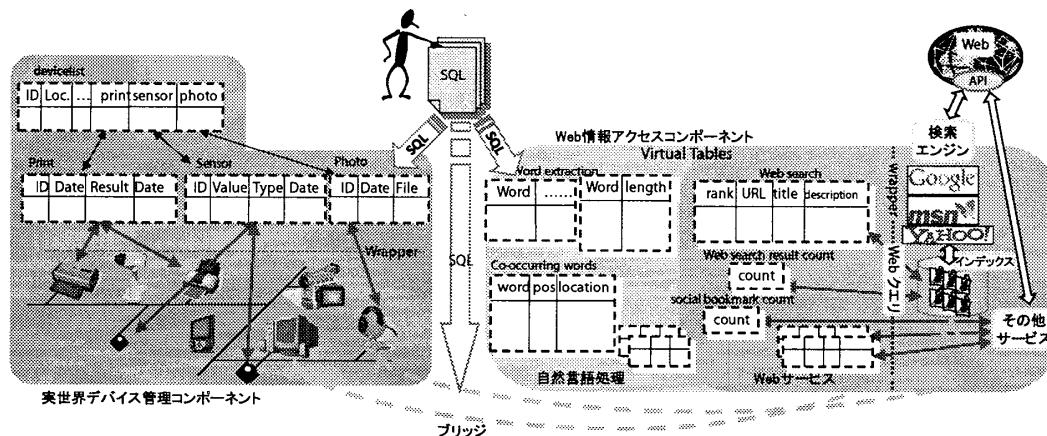 devicelist
ID Loc. … print sensor photo
Print
ID Date Result Date
Sensor
ID Value Type Date
Photo
ID Date File
Wrapper
実世界デバイス管理コンポーネント
SQL
SQL
SQL
SQL
ブリッジ
Web情報アクセスコンポーネント
Virtual Tables
Word extraction
Word ……
Word length
Web search
rank URL title description
Co-occurring words
word pos location
Web search result count
count
social bookmark count
count
自然言語処理
Webサービス
wrapper
Webクエリ
Web
API
検索
エンジン
Google
msn
YAHOO!
インデックス
その他
サービス